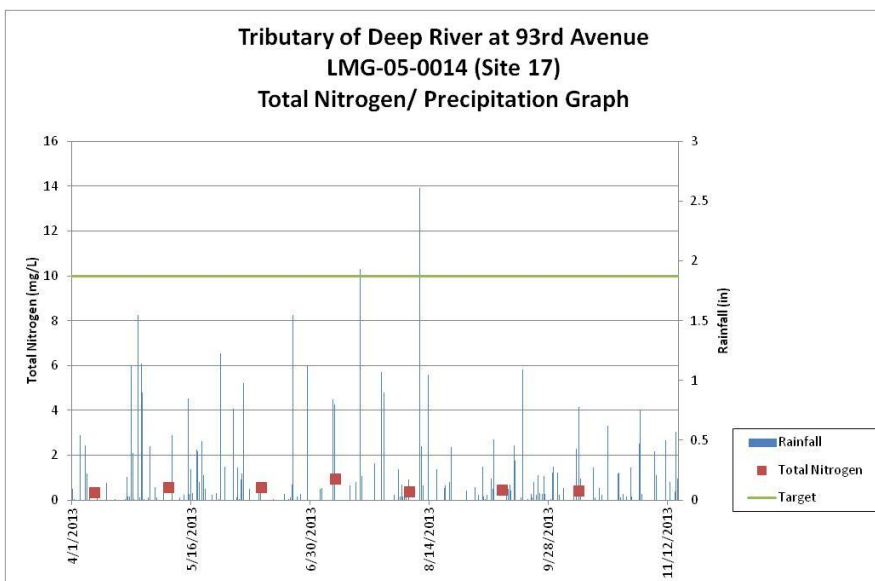 Tributary of Deep River at 93rd Avenue
LMG-05-0014 (Site 17)
Total Nitrogen/ Precipitation Graph
16
14
12
10
8
6
4
2
0
Total Nitrogen (mg/L)
3
2.5
2
1.5
1
0.5
0
Rainfall (in)
4/1/2013
5/16/2013
6/30/2013
8/14/2013
9/28/2013
11/12/2013
Rainfall
Total Nitrogen
Target